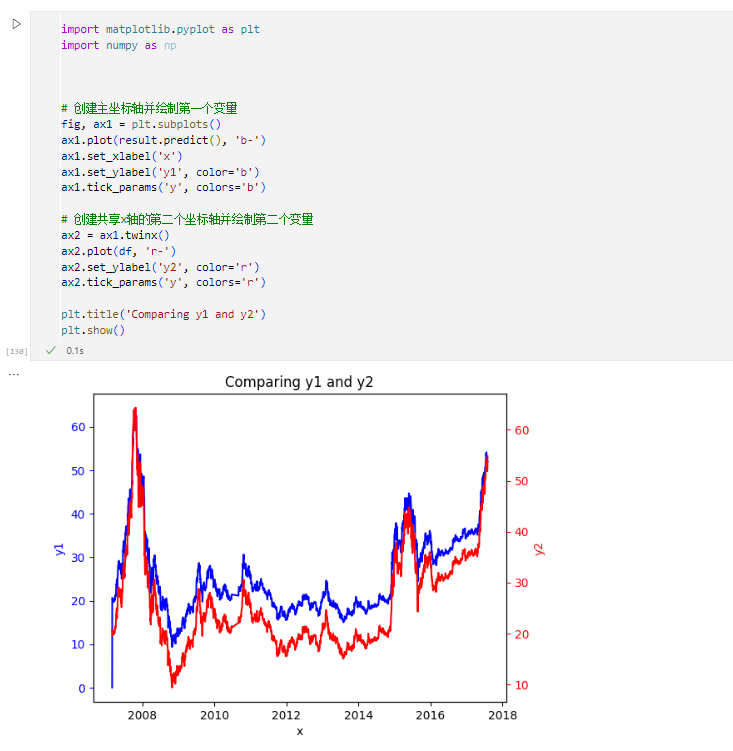 import matplotlib.pyplot as plt
import numpy as np
# 创建主坐标轴并绘制第一个变量
fig, ax1 = plt.subplots()
ax1.plot(result.predict(), 'b-')
ax1.set_xlabel('x')
ax1.set_ylabel('y1', color='b')
ax1.tick_params('y', colors='b')
# 创建共享x轴的第二个坐标轴并绘制第二个变量
ax2 = ax1.twinx()
ax2.plot(df, 'r-')
ax2.set_ylabel('y2', color='r')
ax2.tick_params('y', colors='r')
plt.title('Comparing y1 and y2')
plt.show()
[130]
0.1s
...
Comparing y1 and y2
60
50
40
30
20
10
0
y1
60
50
40
30
20
10
y2
2008 2010 2012 2014 2016 2018
x